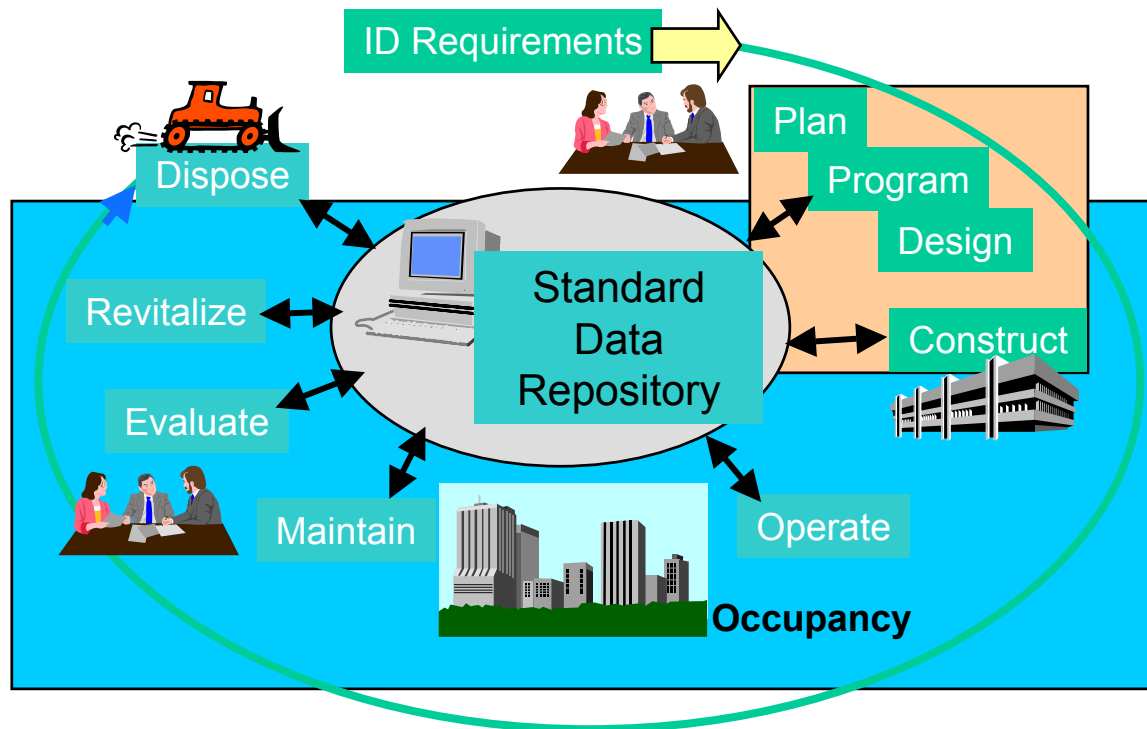 ID Requirements
Plan
Program
Design
Construct
Dispose
Revitalize
Evaluate
Maintain
Standard
Data
Repository
Operate
Occupancy